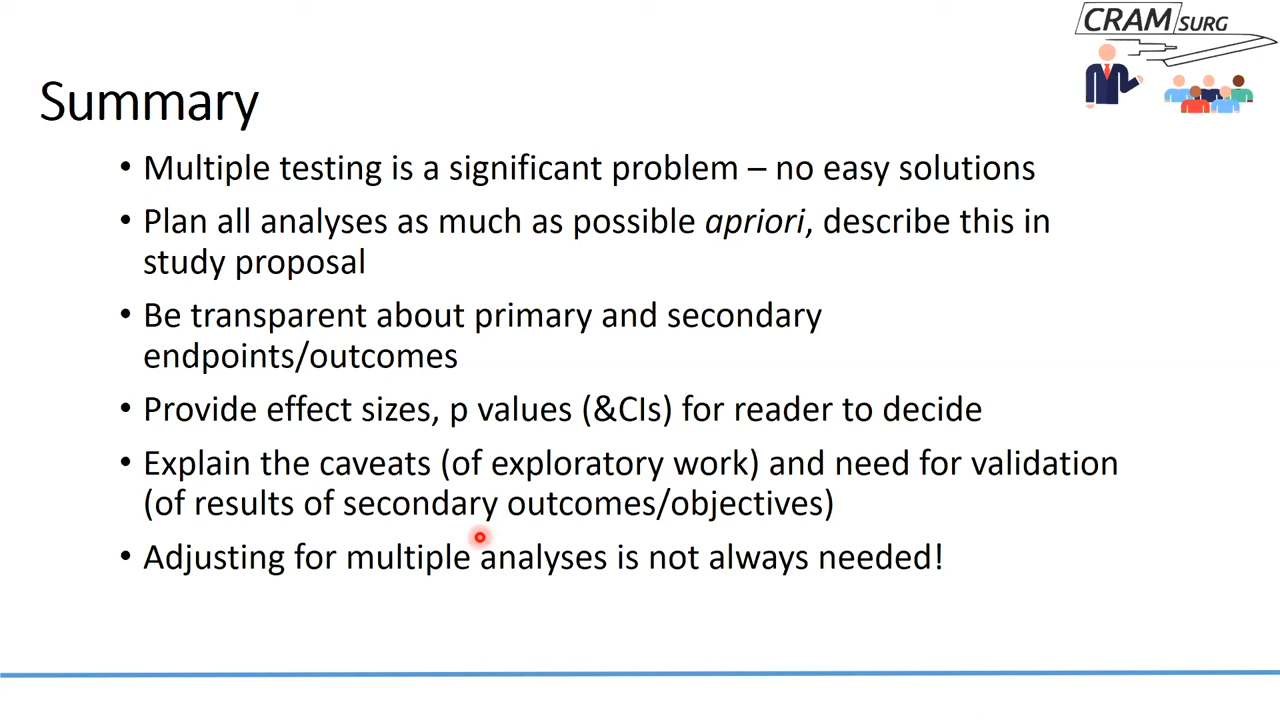 CRAM SURG
Summary
• Multiple testing is a significant problem – no easy solutions
• Plan all analyses as much as possible apriori, describe this in
study proposal
• Be transparent about primary and secondary
endpoints/outcomes
• Provide effect sizes, p values (&CIs) for reader to decide
• Explain the caveats (of exploratory work) and need for validation
(of results of secondary outcomes/objectives)
• Adjusting for multiple analyses is not always needed!